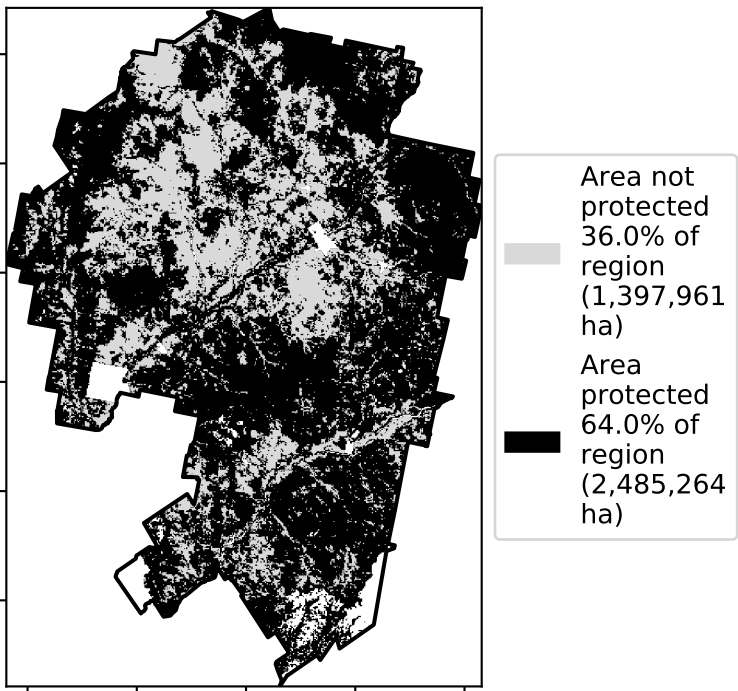 Area not
protected
36.0% of
region
(1,397,961
ha)
Area
protected
64.0% of
region
(2,485,264
ha)